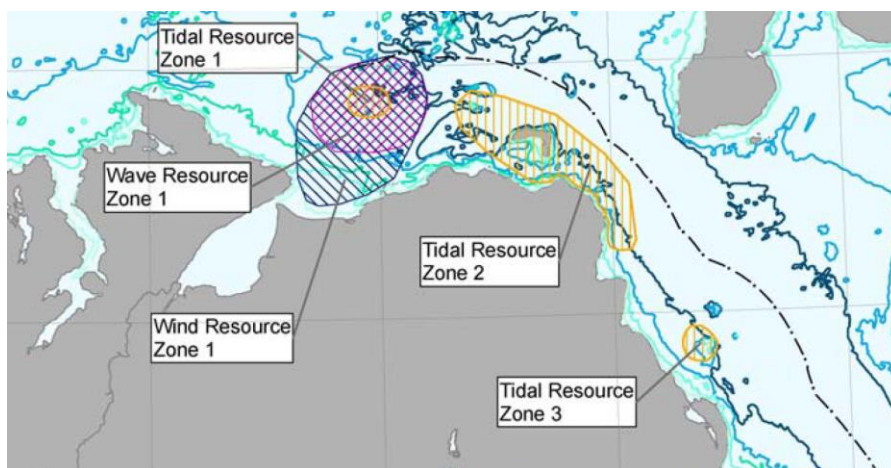 Tidal Resource
Zone 1
Wave Resource
Zone 1
Tidal Resource
Zone 2
Wind Resource
Zone 1
Tidal Resource
Zone 3